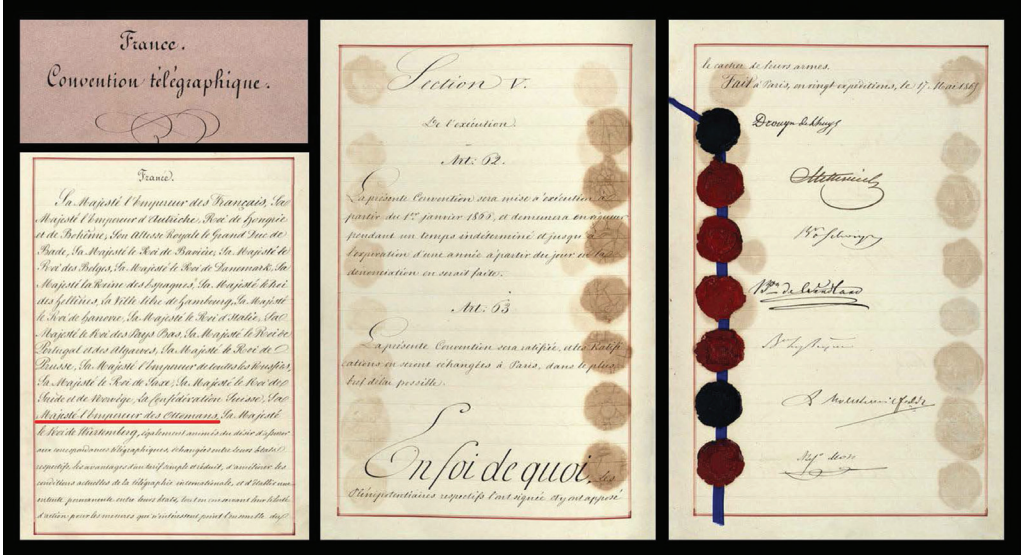 France.
Convention télégraphique.
France.
Sa Majesté l'Empereur des Français, Sa
Majesté l'Empereur d'Autriche, Roi de Hongrie
et de Bohême, Son Altesse Royale le Grand Duc de
Bade, Sa Majesté le Roi de Bavière, Sa Majesté le
Roi des Belges, Sa Majesté le Roi de Danemark, Sa
Majesté la Reine des Espagnes, Sa Majesté le Roi
des Hellènes, la Ville libre de Hambourg, Sa Majesté
le Roi de Hanovre, Sa Majesté le Roi d'Italie, Sa
Majesté le Roi des Pays Bas, Sa Majesté le Roi de
Portugal et des Algarves, Sa Majesté le Roi de
Prusse, Sa Majesté l'Empereur de toutes les Russies,
Sa Majesté le Roi de Saxe, Sa Majesté le Roi de
Suède et de Norvège, la Confédération Suisse, Sa
Majesté l'Empereur des Ottomans, Sa Majesté
le Roi de Wurtemberg, également animés du désir d'assurer
aux correspondances télégraphiques échangées entre leurs États
respectifs, les avantages d'un tarif simple et réduit, d'améliorer les
conditions actuelles de la télégraphie internationale, et d'établir une
entente permanente entre leurs États, tout en conservant leur liberté
d'action pour les mesures qui n'intéressent point l'ensemble du
Section V.
De l'exécution
Art: 62.
La présente Convention sera mise à exécution à
partir du 1er janvier 1866, et demeurera en vigueur
pendant un temps indéterminé et jusqu'à
l'expiration d'une année à partir du jour où la
dénonciation en serait faite.
Art: 63
La présente Convention sera ratifiée, et les Ratifi-
cations en seront échangées à Paris, dans le plus
bref délai possible.
En foi de quoi, les
Plénipotentiaires respectifs l'ont signée et y ont apposé
le cachet de leurs armes.
Fait à Paris, en vingt expéditions, le 17 Mai 1865
Drouyn de Lhuys
Metternich